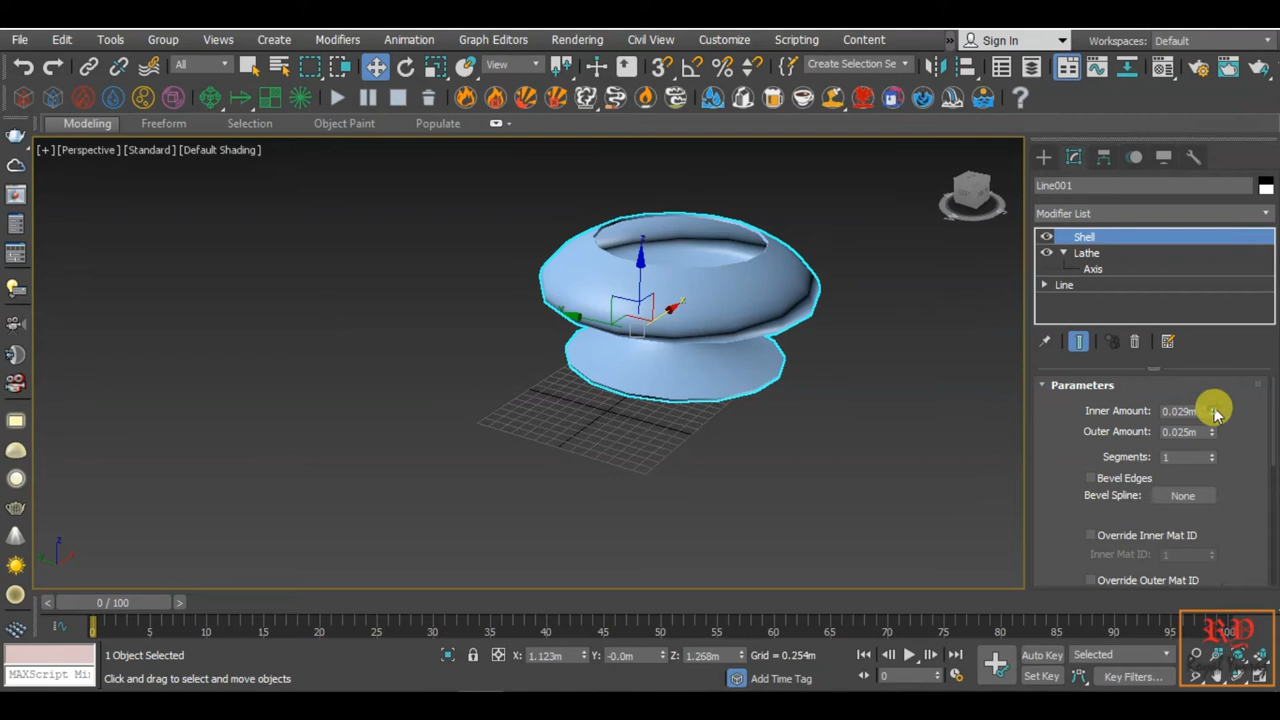 File Edit Tools Group Views Create Modifiers Animation Graph Editors Rendering Civil View Customize Scripting Content Sign In Workspaces: Default
All View Create Selection Se
Modeling Freeform Selection Object Paint Populate
[+] [Perspective ] [Standard ] [Default Shading ]
Line001
Modifier List
Shell
Lathe
Axis
Line
Parameters
Inner Amount: 0.029m
Outer Amount: 0.025m
Segments: 1
Bevel Edges
Bevel Spline: None
Override Inner Mat ID
Inner Mat ID: 1
Override Outer Mat ID
z
y
0 / 100
0 5 10 15 20 25 30 35 40 45 50 55 60 65 70 75 80 85 90 95 100
1 Object Selected X: 1.123m Y: -0.0m Z: 1.268m Grid = 0.254m Auto Key Selected
MAXScript Mi: Click and drag to select and move objects Add Time Tag 0 Set Key Key Filters...
RP